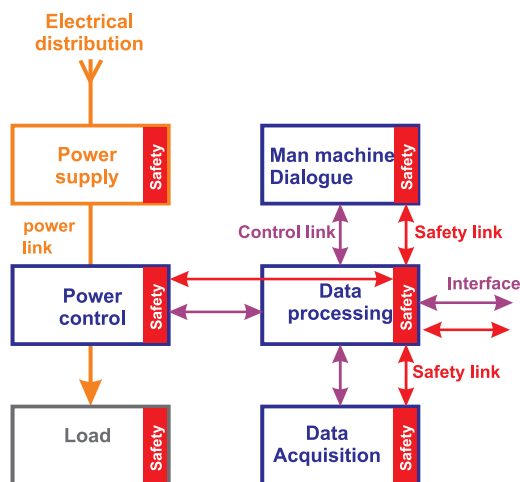 Electrical
distribution
Power
supply
Safety
Man machine
Dialogue
Safety
power
link
Control link
Safety link
Power
control
Safety
Data
processing
Safety
Interface
Safety link
Load
Safety
Data
Acquisition
Safety